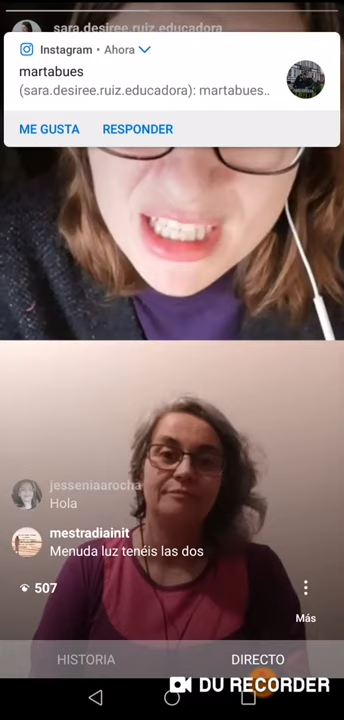 sara.desiree.ruiz.educadora
Instagram • Ahora
martabues
(sara.desiree.ruiz.educadora): martabues..
ME GUSTA RESPONDER
jesseniaarocha
Hola
mestradiainit
Menuda luz tenéis las dos
507
Más
HISTORIA DIRECTO
DU RECORDER